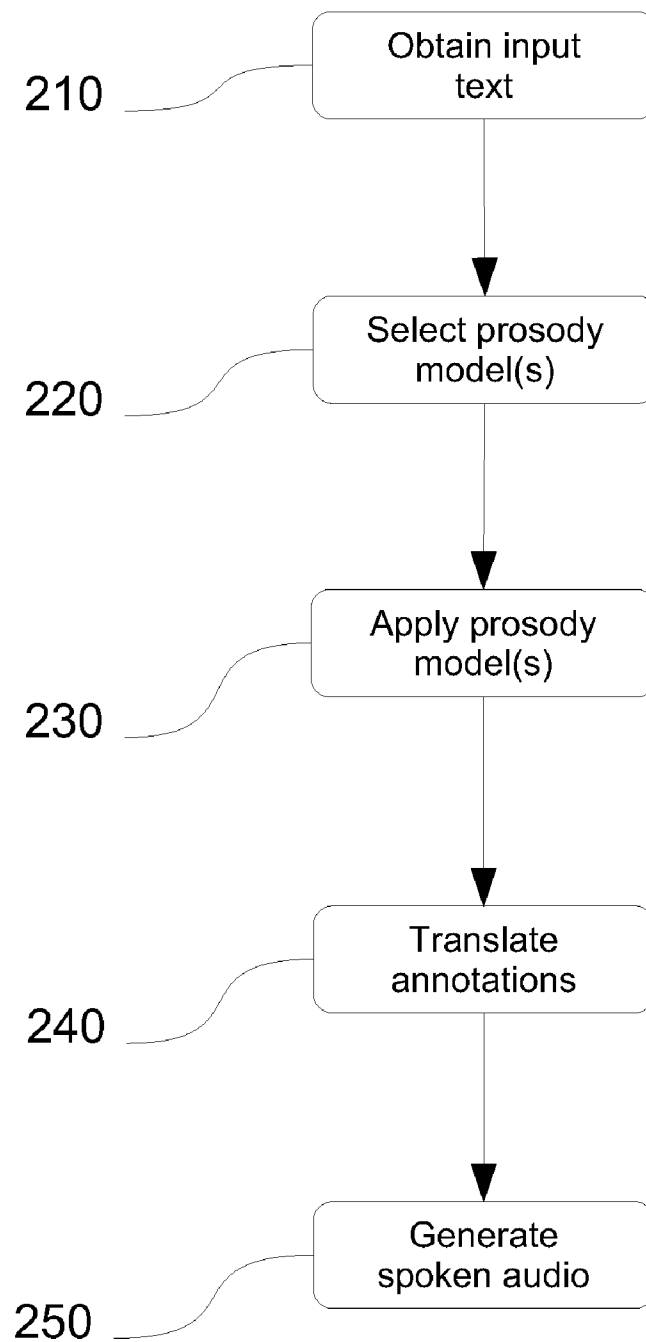 Obtain input
text
210
Select prosody
model(s)
220
Apply prosody
model(s)
230
Translate
annotations
240
Generate
spoken audio
250